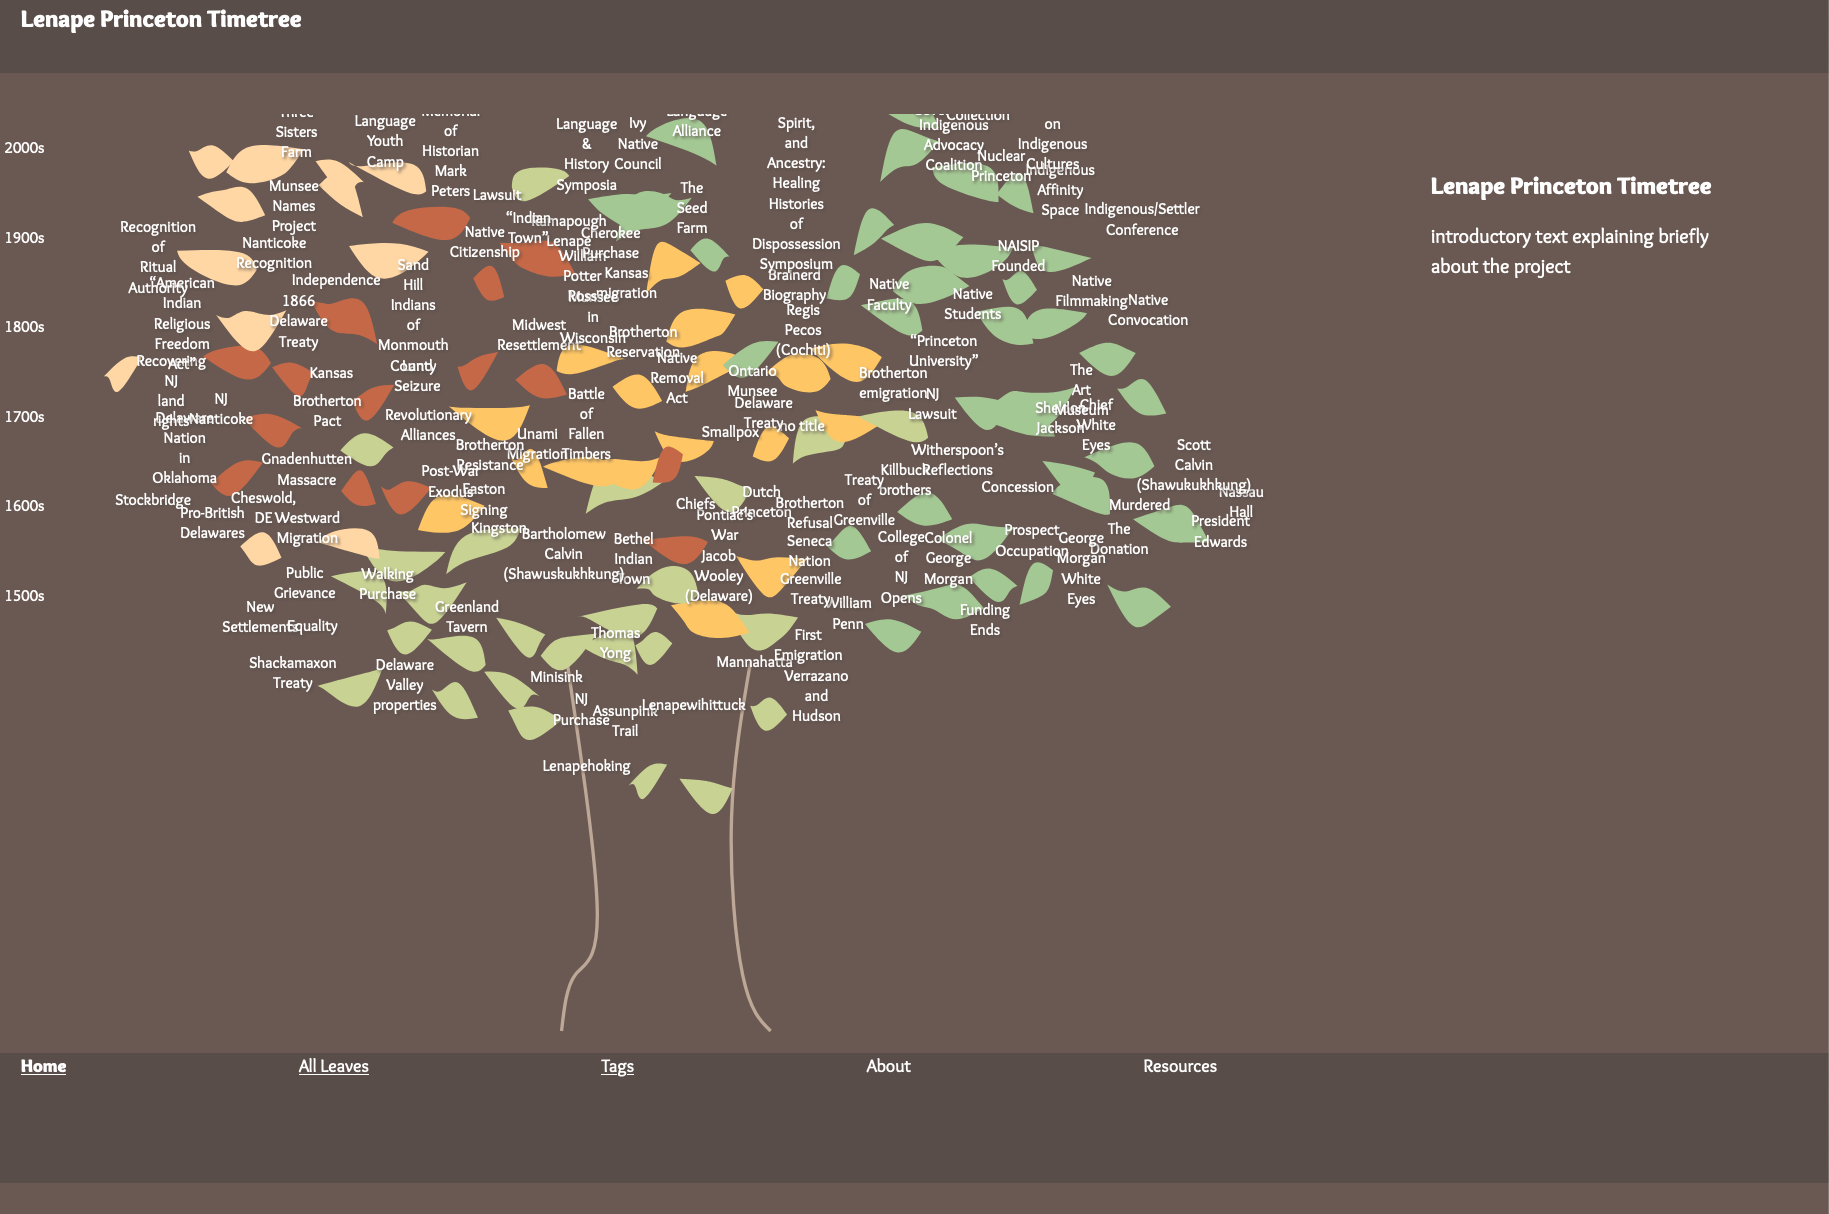 Lenape Princeton Timetree
2000s
1900s
1800s
1700s
1600s
1500s
Three
Sisters
Farm
Language
Youth
Camp
Memorial
of
Historian
Mark
Peters
Munsee
Names
Project
Lawsuit
Language
&
History
Symposia
Ivy
Native
Council
Language
Alliance
The
Seed
Farm
Spirit,
and
Ancestry:
Healing
Histories
of
Dispossession
Symposium
Collection
Indigenous
Advocacy
Coalition
Nuclear
Princeton
on
Indigenous
Cultures
Indigenous
Affinity
Space
Indigenous/Settler
Conference
Recognition
of
Ritual
Authority
Nanticoke
Recognition
Independence
Native
Citizenship
"Indian
Town"
Ramapough
Lenape
Cherokee
Purchase
William
Potter
Ross
Kansas
emigration
Munsee
in
Wisconsin
Brainerd
Biography
NAISIP
Founded
Native
Faculty
Native
Students
Native
Filmmaking
Native
Convocation
"American
Indian
Religious
Freedom
Act"
1866
Delaware
Treaty
Sand
Hill
Indians
of
Monmouth
County
Land
Seizure
Midwest
Resettlement
Brotherton
Reservation
Regis
Pecos
(Cochiti)
"Princeton
University"
Recovering
NJ
land
rights
Kansas
Native
Removal
Act
Ontario
Munsee
Brotherton
emigration
The
Art
Museum
NJ
Nanticoke
Brotherton
Pact
Revolutionary
Alliances
Battle
of
Fallen
Timbers
Delaware
Treaty
NJ
Lawsuit
Sheldon
Jackson
Chief
White
Eyes
Delaware
Nation
in
Oklahoma
Unami
Migration
Smallpox
no title
Gnadenhutten
Massacre
Brotherton
Resistance
Witherspoon's
Reflections
Scott
Calvin
(Shawukukhkung)
Stockbridge
Cheswold,
DE
Post-War
Exodus
Easton
Signing
Chiefs
Dutch
Princeton
Treaty
of
Greenville
Killbuck
brothers
Concession
Nassau
Hall
Pro-British
Delawares
Westward
Migration
Kingston
Pontiac's
War
Brotherton
Refusal
Murdered
President
Edwards
Bartholomew
Calvin
(Shawuskukhkung)
Bethel
Indian
Town
Jacob
Wooley
(Delaware)
Seneca
Nation
College
of
NJ
Opens
Colonel
George
Morgan
Prospect
Occupation
The
Donation
George
Morgan
White
Eyes
Public
Grievance
Walking
Purchase
Greenville
Treaty
New
Settlements
Equality
Greenland
Tavern
William
Penn
Funding
Ends
Thomas
Yong
First
Emigration
Shackamaxon
Treaty
Delaware
Valley
properties
Minisink
Mannahatta
Verrazano
and
Hudson
NJ
Purchase
Assunpink
Trail
Lenapewihittuck
Lenapehoking
Lenape Princeton Timetree
introductory text explaining briefly
about the project
Home
All Leaves
Tags
About
Resources